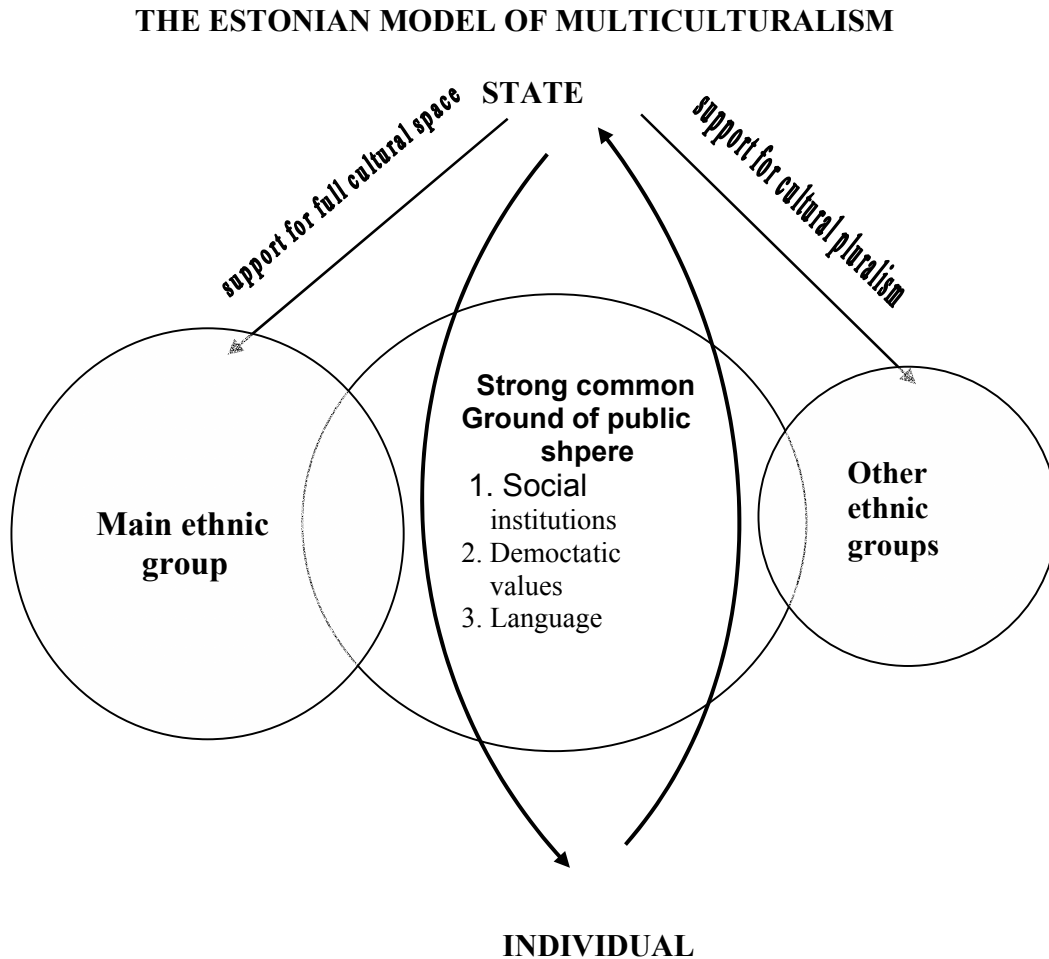 THE ESTONIAN MODEL OF MULTICULTURALISM
STATE
support for full cultural space
support for cultural pluralism
Strong common
Ground of public
shpere
1. Social
institutions
2. Democtatic
values
3. Language
Main ethnic
group
Other
ethnic
groups
INDIVIDUAL